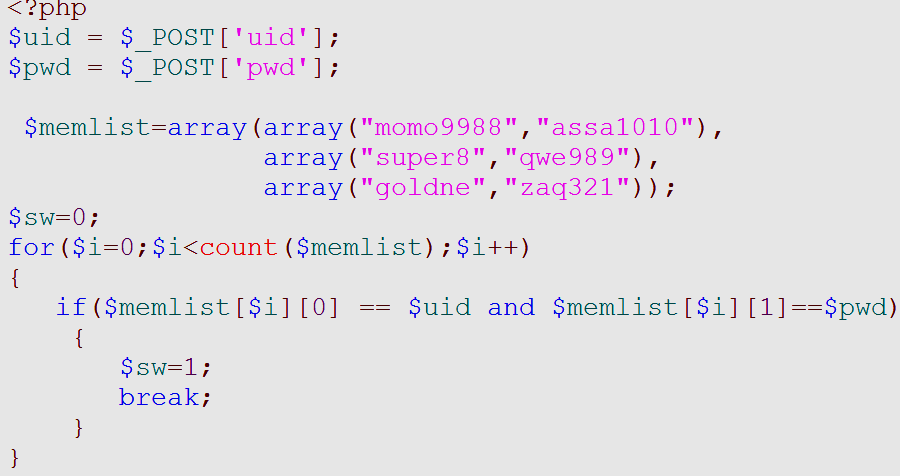 <?php
$uid = $_POST['uid'];
$pwd = $_POST['pwd'];
$memlist=array(array("momo9988","assa1010"),
array("super8","qwe989"),
array("goldne","zaq321"));
$sw=0;
for($i=0;$i<count($memlist);$i++)
{
if($memlist[$i][0] == $uid and $memlist[$i][1]==$pwd)
{
$sw=1;
break;
}
}